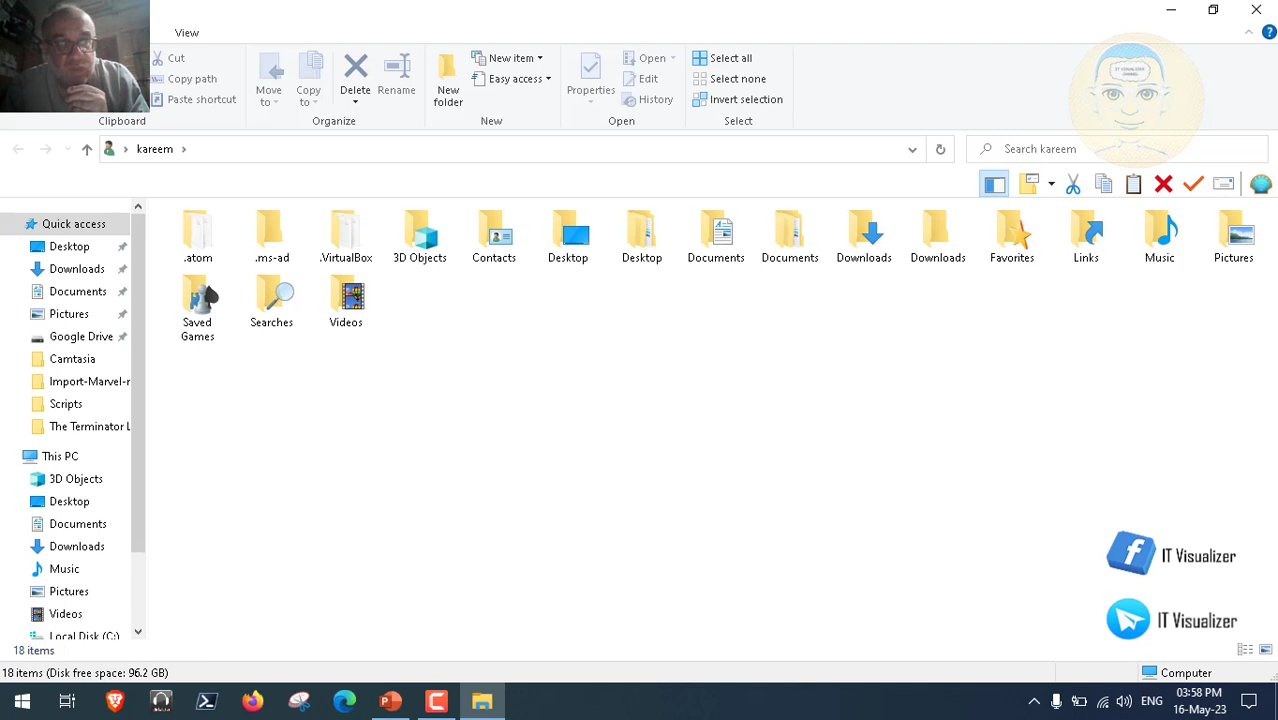 View
Cut
Copy path
Paste shortcut
Clipboard
Move to
Copy to
Delete
Rename
Organize
New folder
New item
Easy access
New
Properties
Open
Edit
History
Open
Select all
Select none
Invert selection
Select
IT VISUALIZER
CHANNEL
kareem
Search kareem
Quick access
Desktop
Downloads
Documents
Pictures
Google Drive
Camtasia
Import-Marvel-r
Scripts
The Terminator L
This PC
3D Objects
Desktop
Documents
Downloads
Music
Pictures
Videos
Local Disk (C:)
.atom
.ms-ad
.VirtualBox
3D Objects
Contacts
Desktop
Desktop
Documents
Documents
Downloads
Downloads
Favorites
Links
Music
Pictures
Saved Games
Searches
Videos
IT Visualizer
IT Visualizer
18 items
18 items (Disk free space: 96.2 GB)
Computer
ENG
03:58 PM
16-May-23